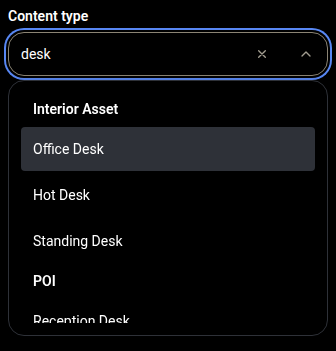 Content type
desk
Interior Asset
Office Desk
Hot Desk
Standing Desk
POI
Reception Desk